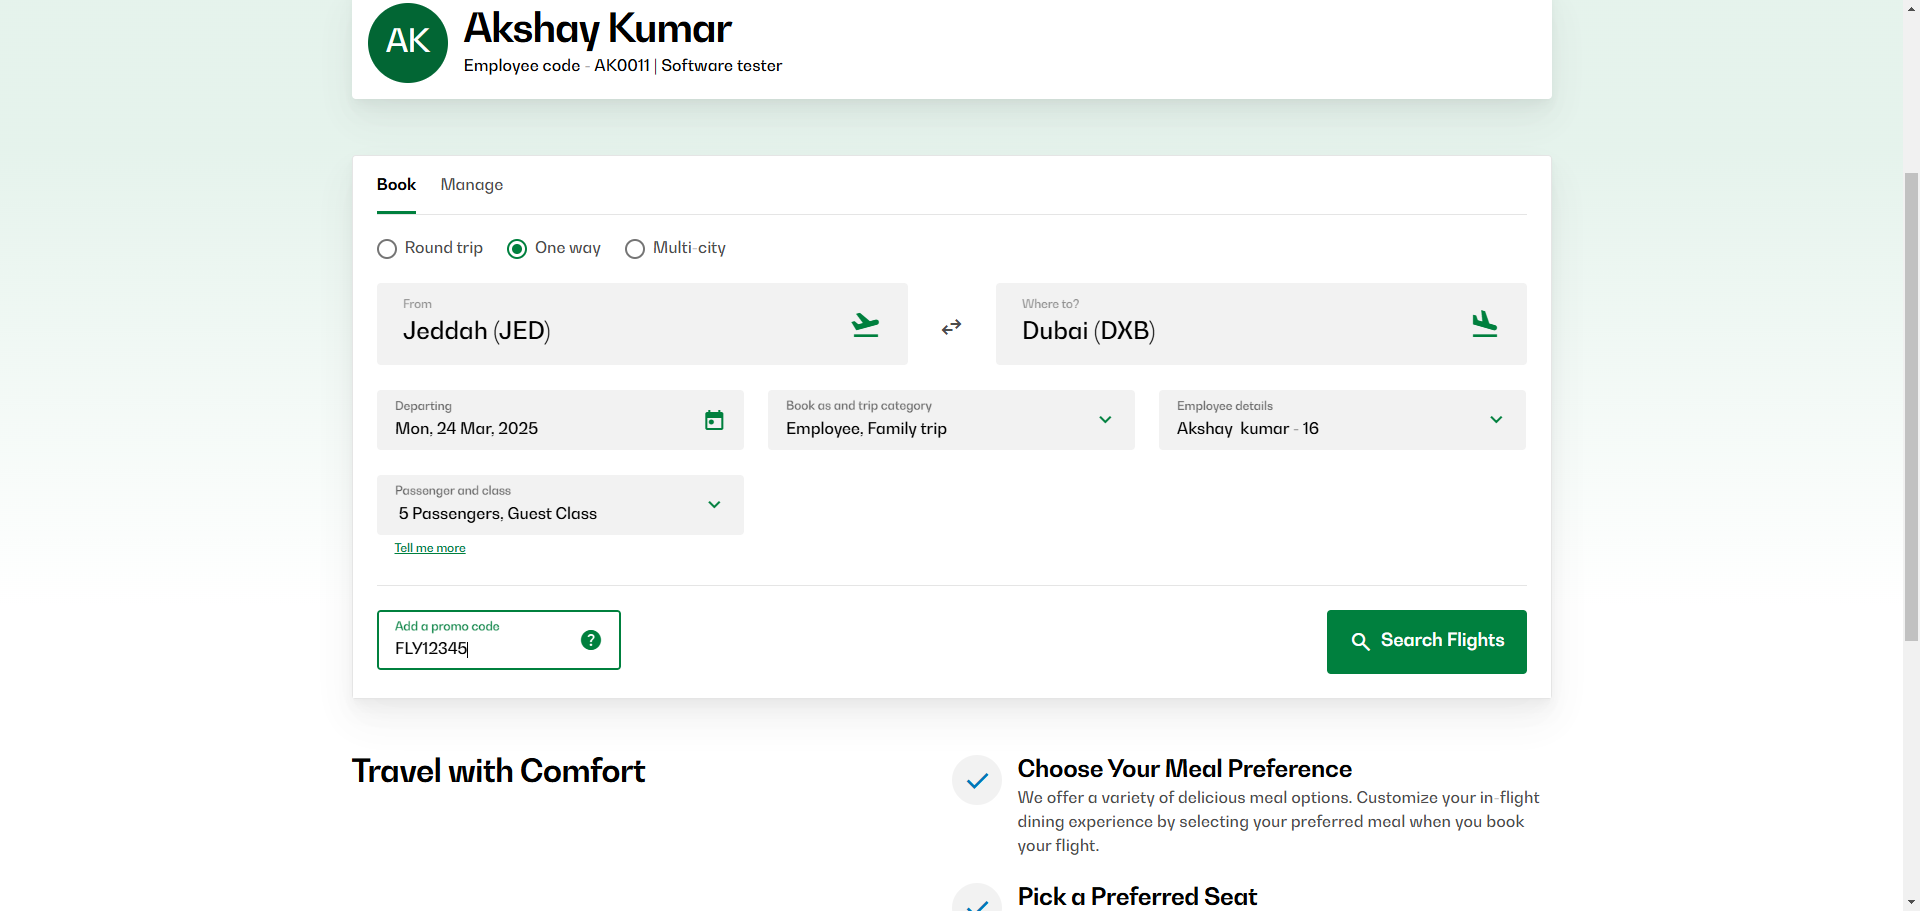 AK
Akshay Kumar
Employee code - AK0011 | Software tester
Book Manage
Round trip One way Multi-city
From
Jeddah (JED)
Where to?
Dubai (DXB)
Departing
Mon, 24 Mar, 2025
Book as and trip category
Employee, Family trip
Employee details
Akshay kumar - 16
Passenger and class
5 Passengers, Guest Class
Tell me more
Add a promo code
FLY12345
?
Search Flights
Travel with Comfort
Choose Your Meal Preference
We offer a variety of delicious meal options. Customize your in-flight
dining experience by selecting your preferred meal when you book
your flight.
Pick a Preferred Seat